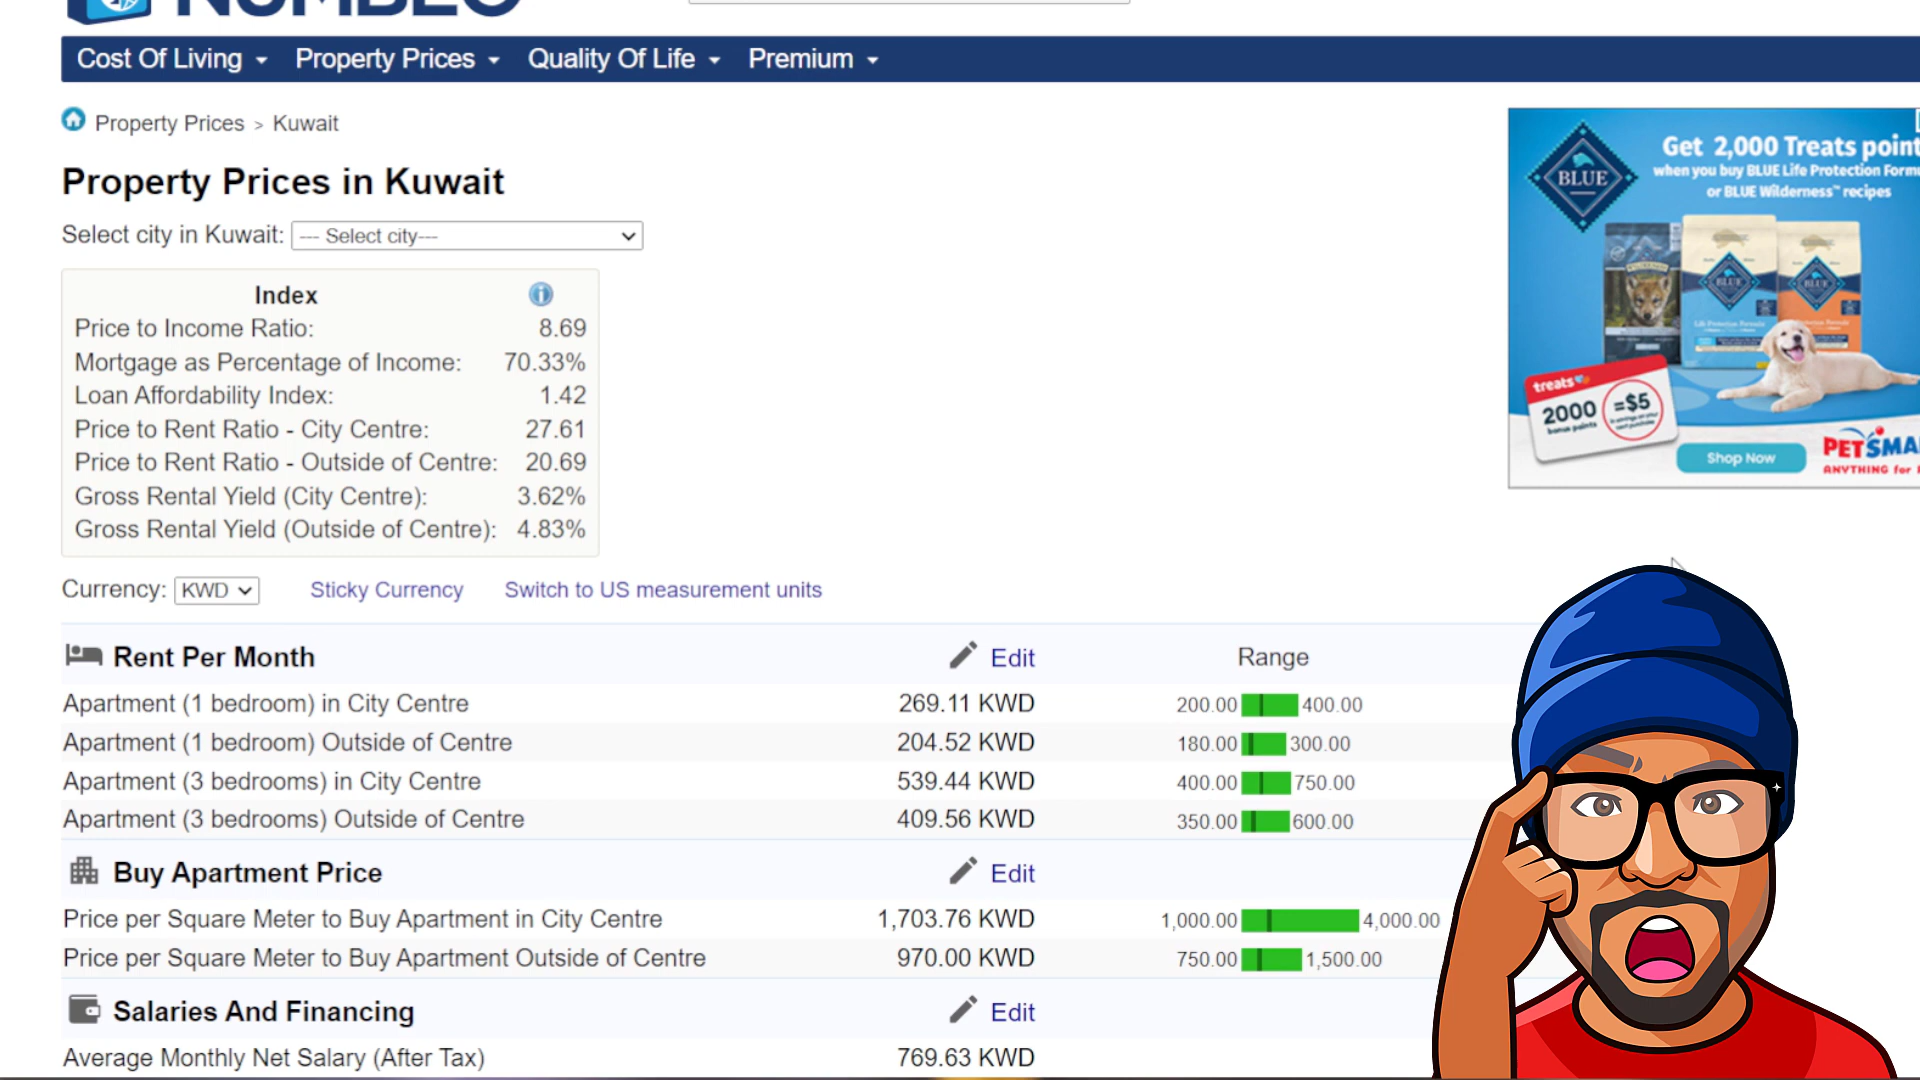 NUMBEO
Cost Of Living
Property Prices
Quality Of Life
Premium
Property Prices > Kuwait
Property Prices in Kuwait
Select city in Kuwait: --- Select city---
Index
Price to Income Ratio: 8.69
Mortgage as Percentage of Income: 70.33%
Loan Affordability Index: 1.42
Price to Rent Ratio - City Centre: 27.61
Price to Rent Ratio - Outside of Centre: 20.69
Gross Rental Yield (City Centre): 3.62%
Gross Rental Yield (Outside of Centre): 4.83%
Currency: KWD Sticky Currency Switch to US measurement units
Rent Per Month Edit Range
Apartment (1 bedroom) in City Centre 269.11 KWD 200.00 400.00
Apartment (1 bedroom) Outside of Centre 204.52 KWD 180.00 300.00
Apartment (3 bedrooms) in City Centre 539.44 KWD 400.00 750.00
Apartment (3 bedrooms) Outside of Centre 409.56 KWD 350.00 600.00
Buy Apartment Price Edit
Price per Square Meter to Buy Apartment in City Centre 1,703.76 KWD 1,000.00 4,000.00
Price per Square Meter to Buy Apartment Outside of Centre 970.00 KWD 750.00 1,500.00
Salaries And Financing Edit
Average Monthly Net Salary (After Tax) 769.63 KWD
BLUE
Get 2,000 Treats point
when you buy BLUE Life Protection Formu
or BLUE Wilderness™ recipes
BLUE
BLUE
treats
2000 =$5
bonus points
Shop Now
PETSMA
ANYTHING for